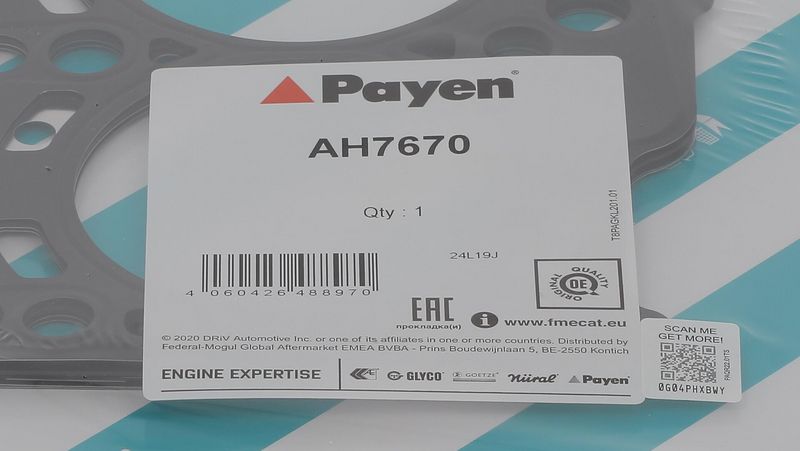 Payen®
AH7670
Qty : 1
T8PAGKL201.01
24L19J
4 060426 488970
ORIGINAL QUALITY
OE
EAC
прокладка(и)
i www.fmecat.eu
© 2020 DRiV Automotive Inc. or one of its affiliates in one or more countries. Distributed by
Federal-Mogul Global Aftermarket EMEA BVBA - Prins Boudewijnlaan 5, BE-2550 Kontich
ENGINE EXPERTISE
AE GLYCO GOETZE Nüral Payen
SCAN ME
GET MORE!
0G04PHXBWY